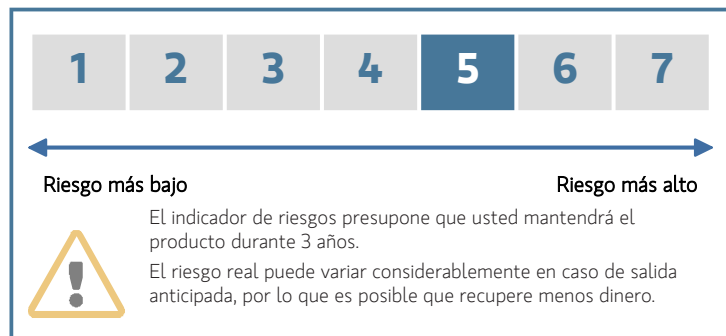 1 2 3 4 5 6 7
Riesgo más bajo Riesgo más alto
El indicador de riesgos presupone que usted mantendrá el
producto durante 3 años.
El riesgo real puede variar considerablemente en caso de salida
anticipada, por lo que es posible que recupere menos dinero.